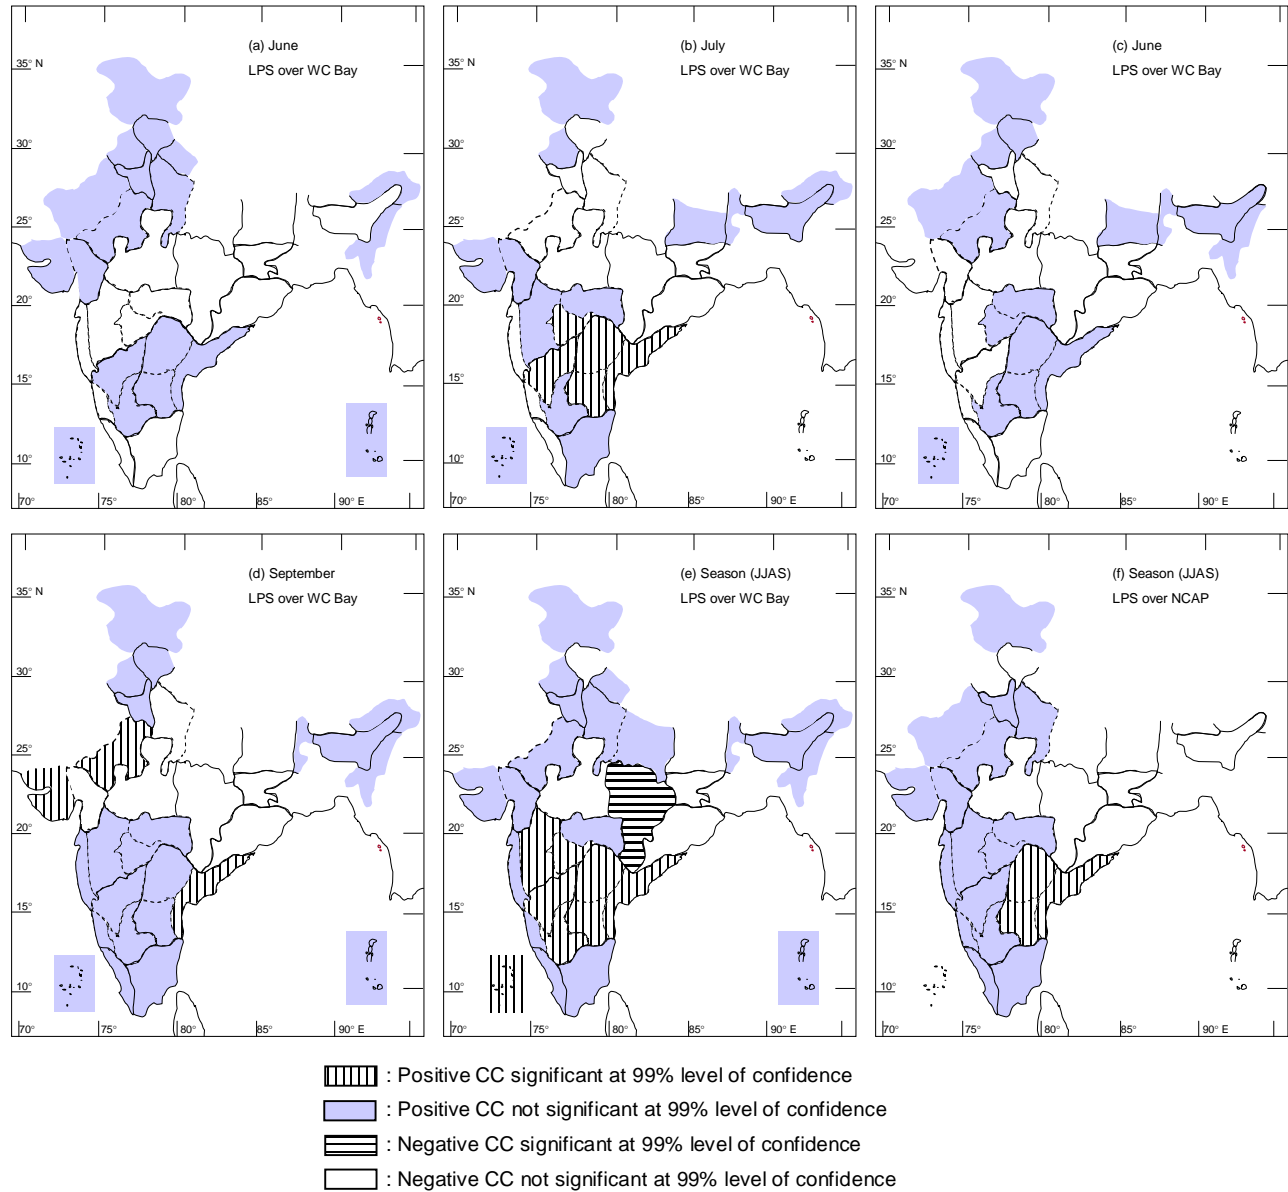 (a) June
LPS over WC Bay
35° N
30°
25°
20°
15°
10°
70° 75° 80° 85° 90° E
(b) July
LPS over WC Bay
35° N
30°
25°
20°
15°
10°
70° 75° 80° 85° 90° E
(c) June
LPS over WC Bay
35° N
30°
25°
20°
15°
10°
70° 75° 80° 85° 90° E
(d) September
LPS over WC Bay
35° N
30°
25°
20°
15°
10°
70° 75° 80° 85° 90° E
(e) Season (JJAS)
LPS over WC Bay
35° N
30°
25°
20°
15°
10°
70° 75° 80° 85° 90° E
(f) Season (JJAS)
LPS over NCAP
35° N
30°
25°
20°
15°
10°
70° 75° 80° 85° 90° E
: Positive CC significant at 99% level of confidence
: Positive CC not significant at 99% level of confidence
: Negative CC significant at 99% level of confidence
: Negative CC not significant at 99% level of confidence